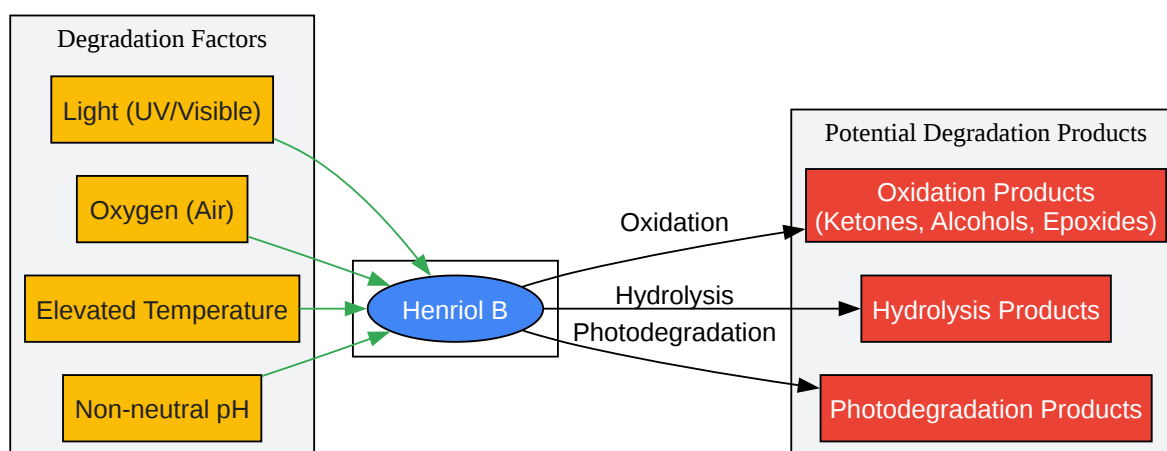 Degradation Factors
Light (UV/Visible)
Oxygen (Air)
Elevated Temperature
Non-neutral pH
Henriol B
Oxidation
Hydrolysis
Photodegradation
Potential Degradation Products
Oxidation Products
(Ketones, Alcohols, Epoxides)
Hydrolysis Products
Photodegradation Products